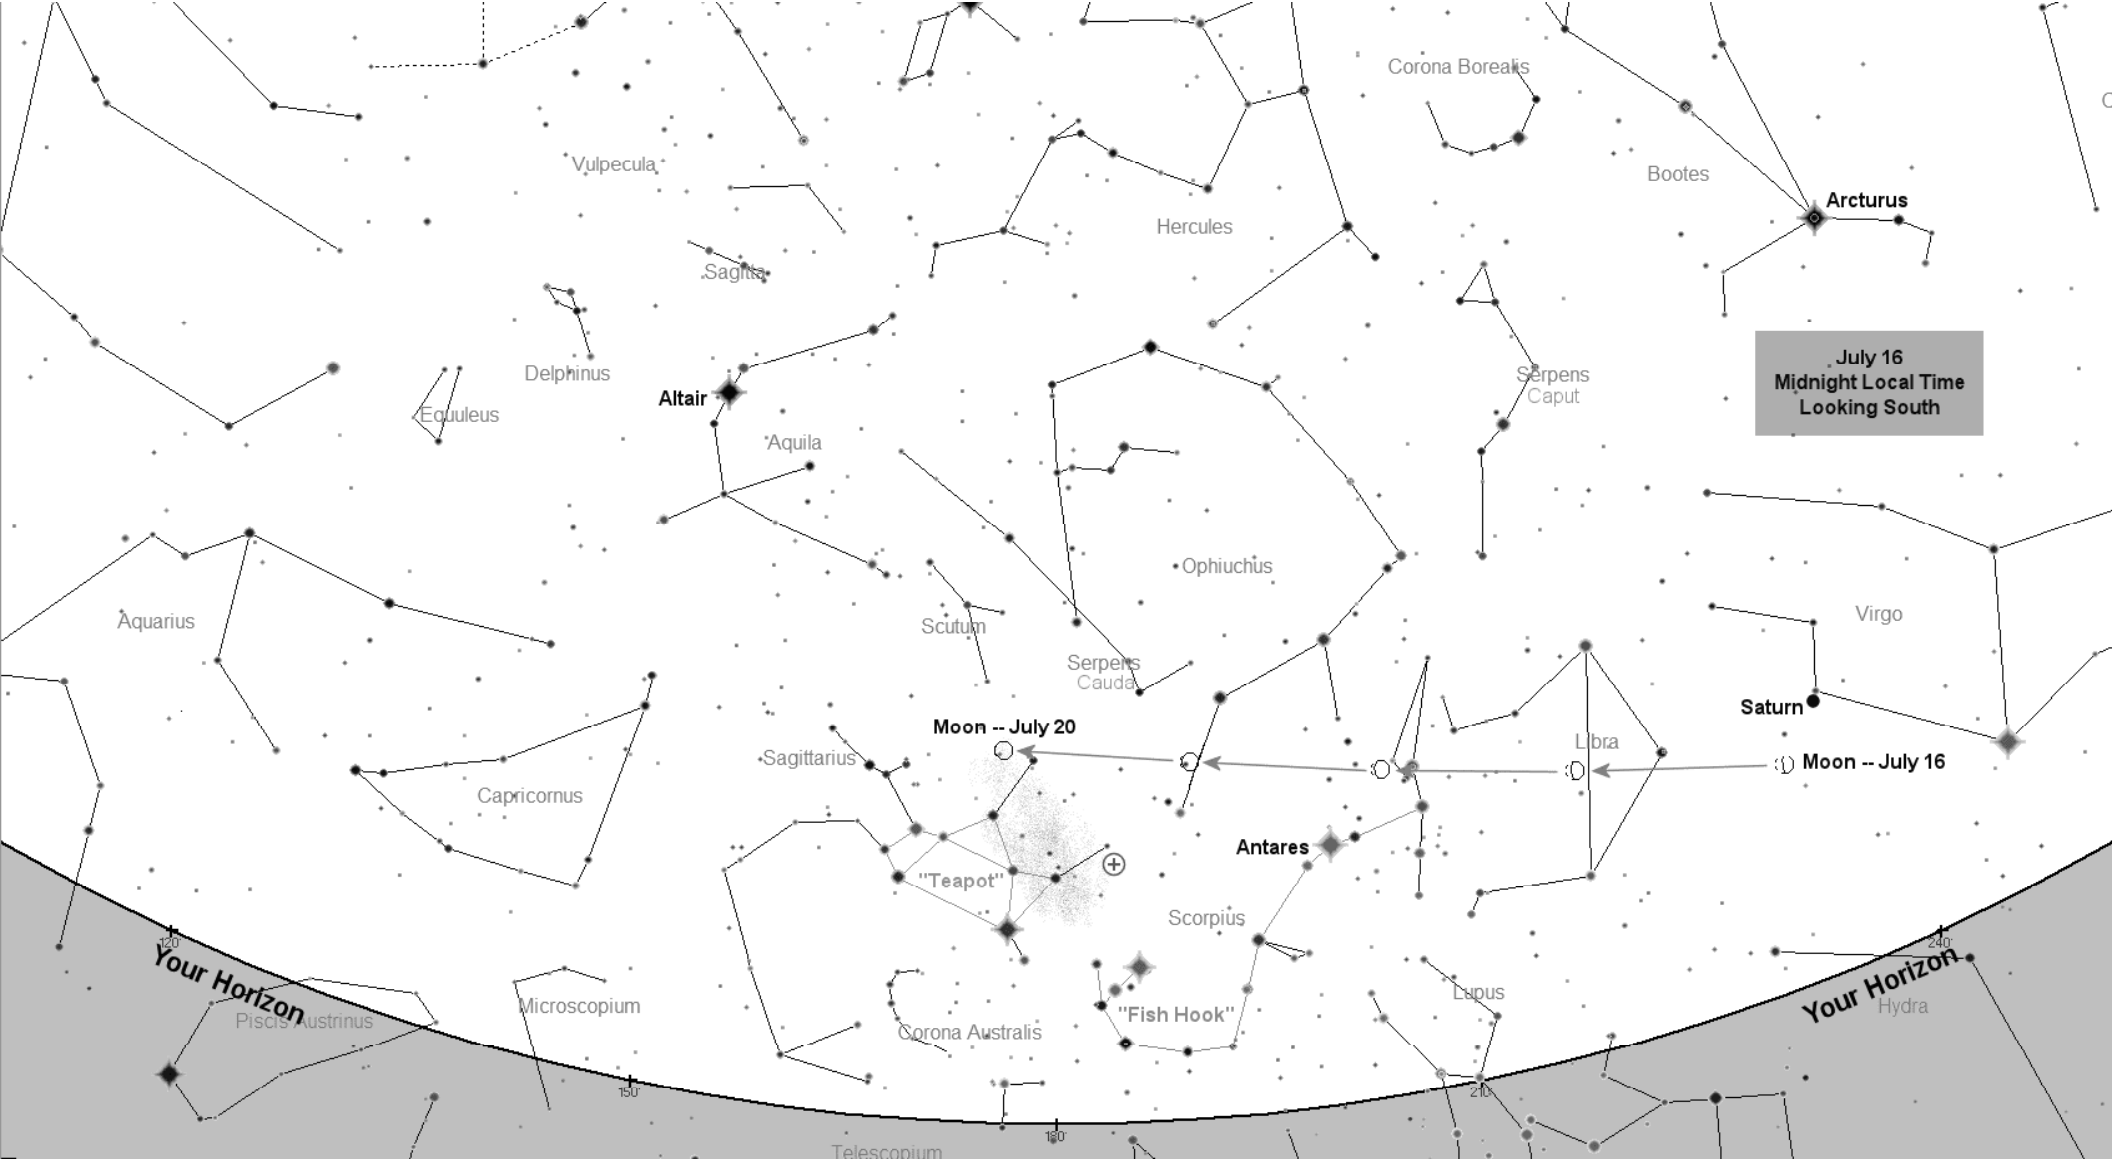 Corona Borealis
C
Vulpecula
Bootes
Arcturus
Hercules
Sagitta
July 16
Midnight Local Time
Looking South
Delphinus
Serpens
Caput
Altair
Equuleus
Aquila
Ophiuchus
Aquarius
Scutum
Virgo
Serpens
Cauda
Saturn
Moon -- July 20
Libra
Sagittarius
Moon -- July 16
Capricornus
Antares
"Teapot"
Scorpius
120°
240°
Your Horizon
Your Horizon
Microscopium
Lupus
Hydra
Piscis Austrinus
"Fish Hook"
Corona Australis
150°
210°
180°
Telescopium